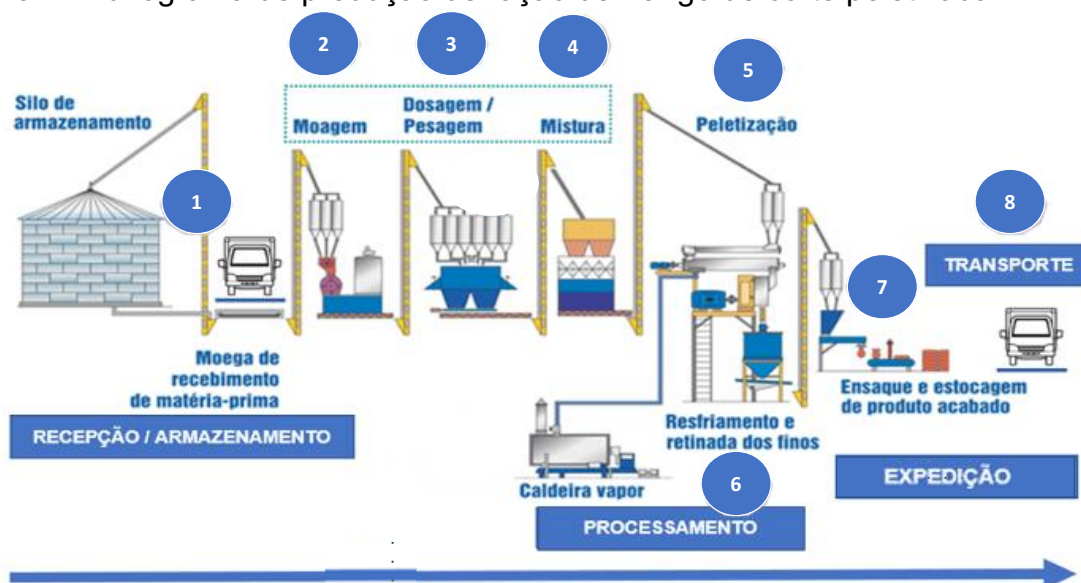 2
3
4
5
Silo de
armazenamento
Moagem
Dosagem /
Pesagem
Mistura
Peletização
1
8
TRANSPORTE
7
Moega de
recebimento
de matéria-prima
RECEPÇÃO / ARMAZENAMENTO
Ensaque e estocagem
de produto acabado
Resfriamento e
retinada dos finos
EXPEDIÇÃO
Caldeira vapor
6
PROCESSAMENTO